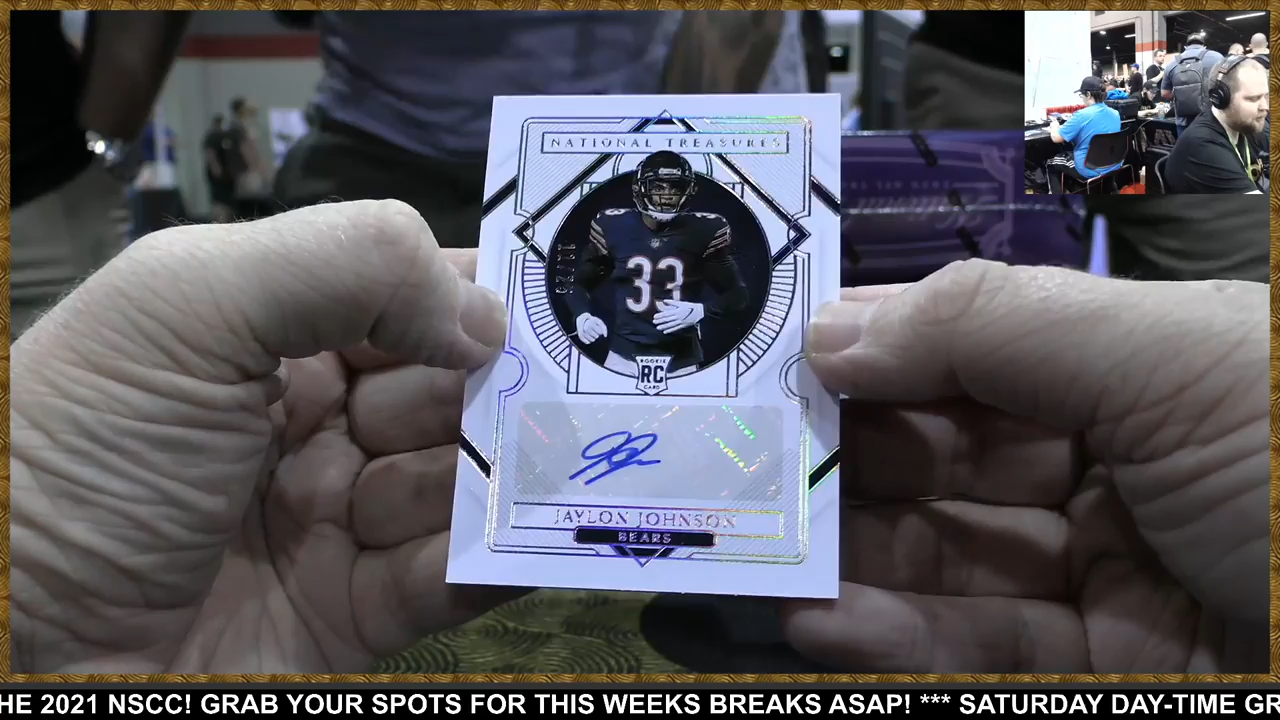 NATIONAL TREASURES
33
33
ROOKIE
RC
CARD
JAYLON JOHNSON
BEARS
HE 2021 NSCC! GRAB YOUR SPOTS FOR THIS WEEKS BREAKS ASAP! *** SATURDAY DAY-TIME GR